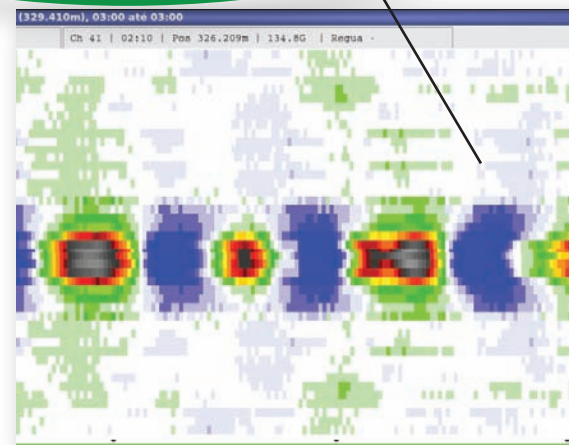 (329.410m), 03:00 até 03:00
Ch 41 | 02:10 | Pos 326.209m | 134.8G | Regua -